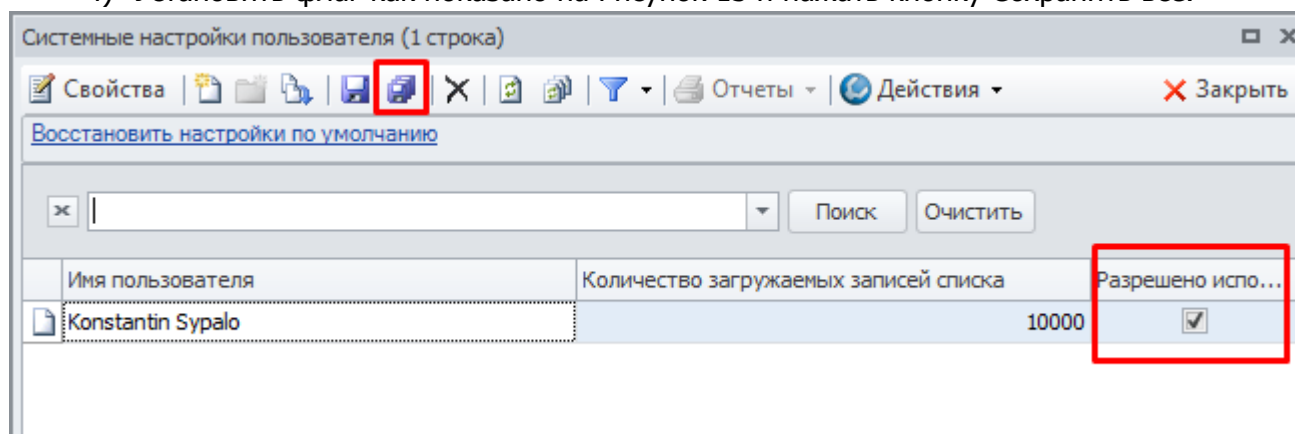 Системные настройки пользователя (1 строка)
Свойства Отчеты Действия Закрыть
Восстановить настройки по умолчанию
Поиск Очистить
Имя пользователя Количество загружаемых записей списка Разрешено испо...
Konstantin Sypalo 10000